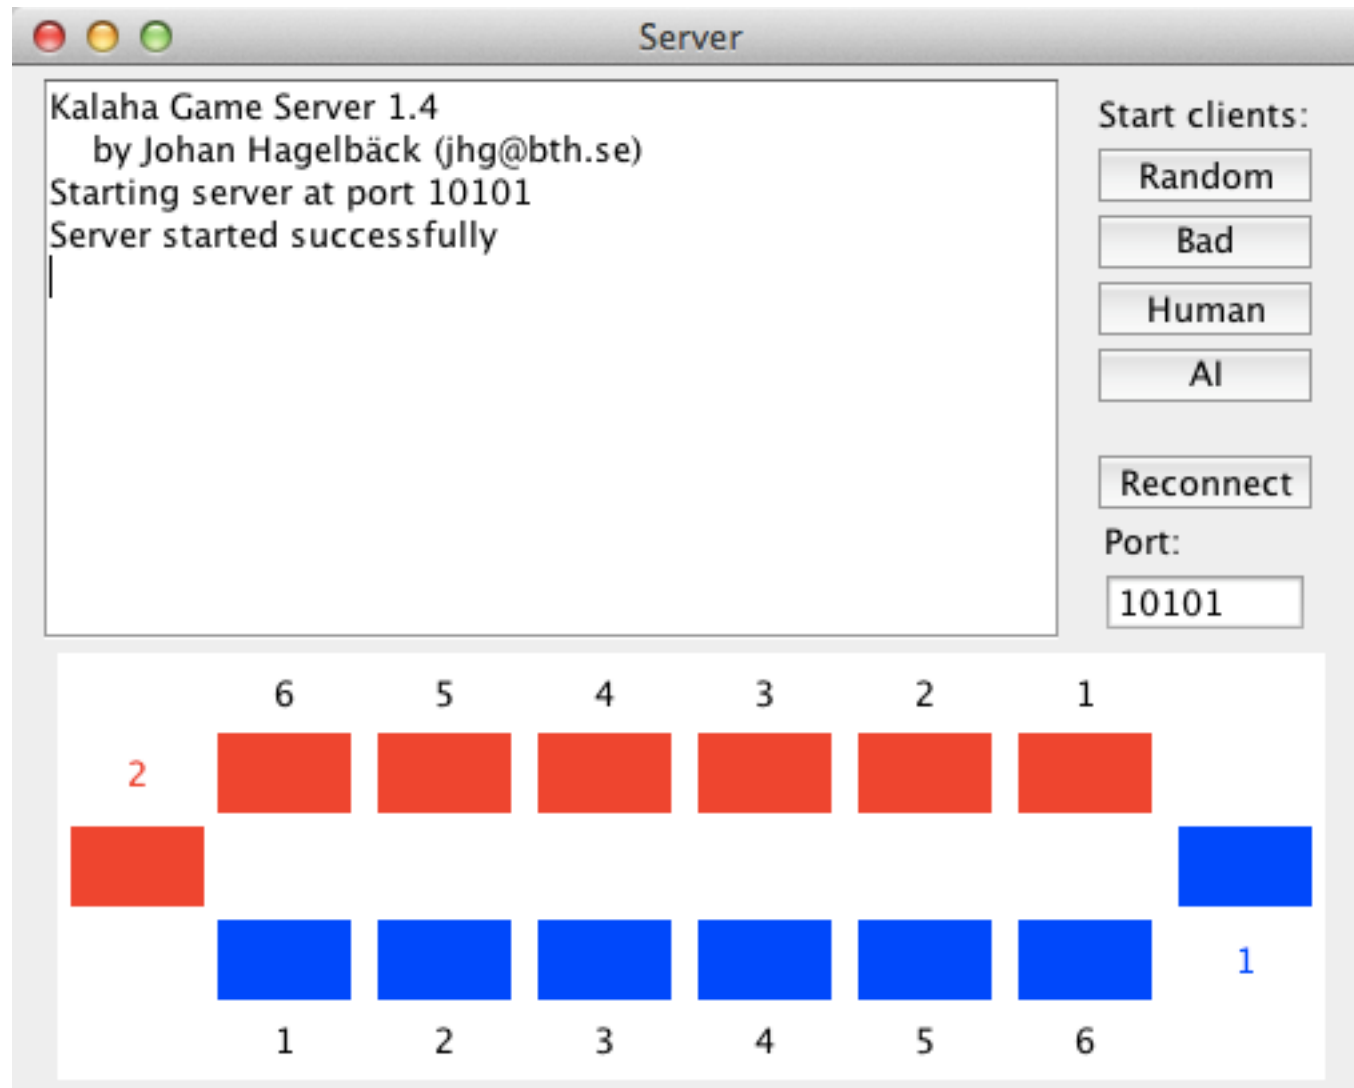 Server
Kalaha Game Server 1.4
by Johan Hagelbäck (jhg@bth.se)
Starting server at port 10101
Server started successfully
Start clients:
Random
Bad
Human
AI
Reconnect
Port:
10101
6 5 4 3 2 1
2
1
1 2 3 4 5 6